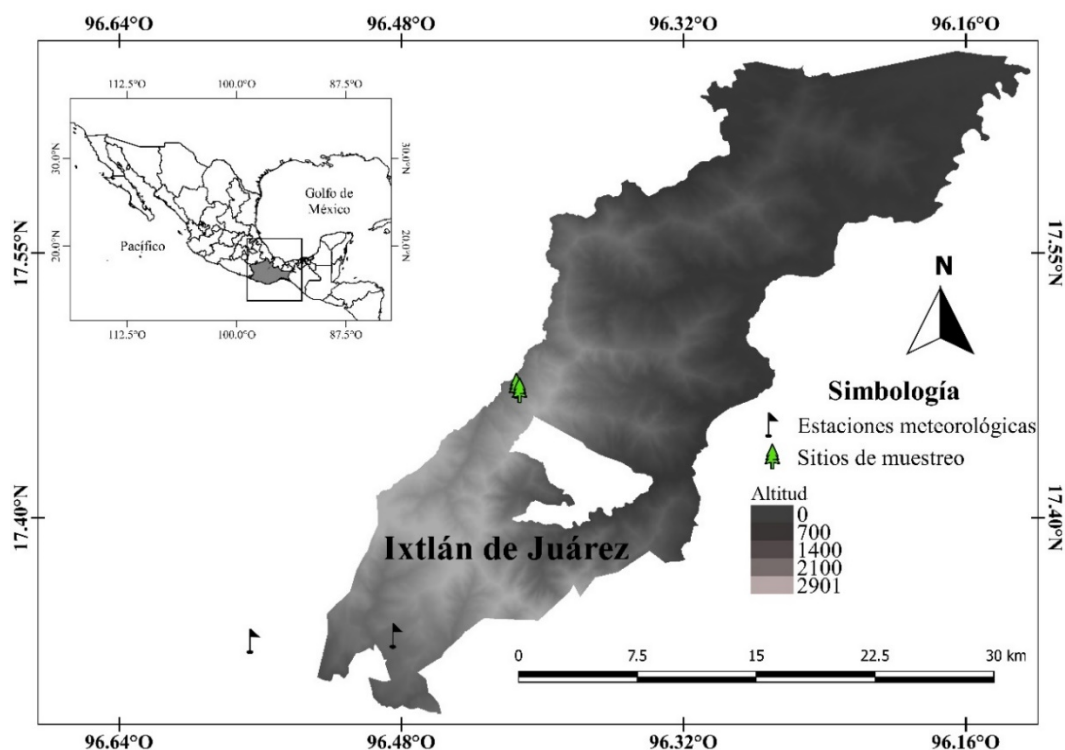 96.64°O 96.48°O 96.32°O 96.16°O
112.5°O 100.0°O 87.5°O
30.0°N 30.0°N
Golfo de
México
Pacífico
20.0°N 20.0°N
17.55°N 17.55°N
112.5°O 100.0°O 87.5°O
N
Simbología
Estaciones meteorológicas
Sitios de muestreo
Altitud
0
700
1400
2100
2901
17.40°N 17.40°N
Ixtlán de Juárez
0 7.5 15 22.5 30 km
96.64°O 96.48°O 96.32°O 96.16°O